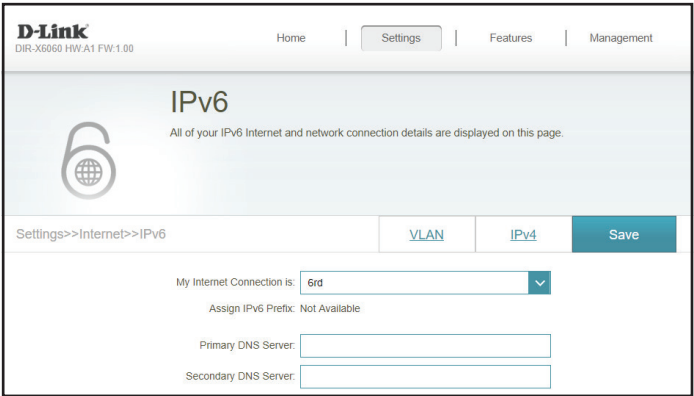 D-Link
DIR-X6060 HW:A1 FW:1.00
Home | Settings | Features | Management
IPv6
All of your IPv6 Internet and network connection details are displayed on this page.
Settings>>Internet>>IPv6
VLAN
IPv4
Save
My Internet Connection is: 6rd
Assign IPv6 Prefix: Not Available
Primary DNS Server:
Secondary DNS Server: